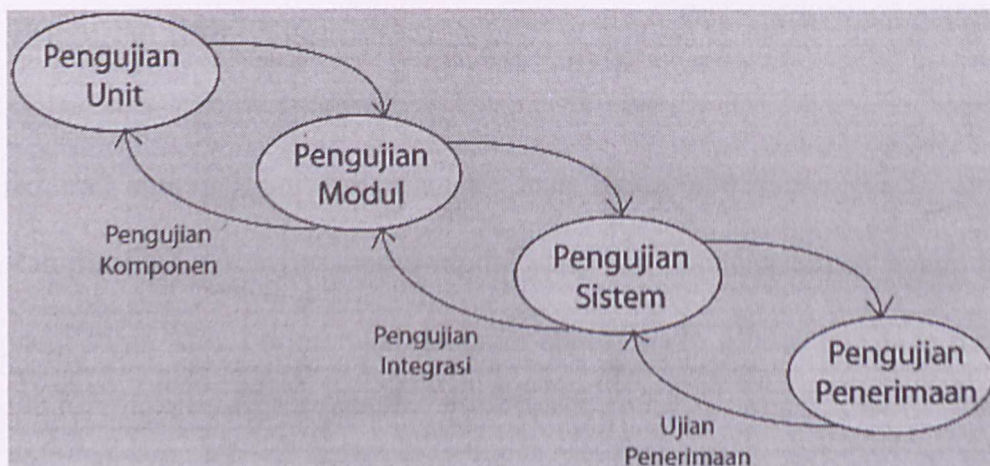 Pengujian
Unit
Pengujian
Modul
Pengujian
Komponen
Pengujian
Sistem
Pengujian
Integrasi
Pengujian
Penerimaan
Ujian
Penerimaan